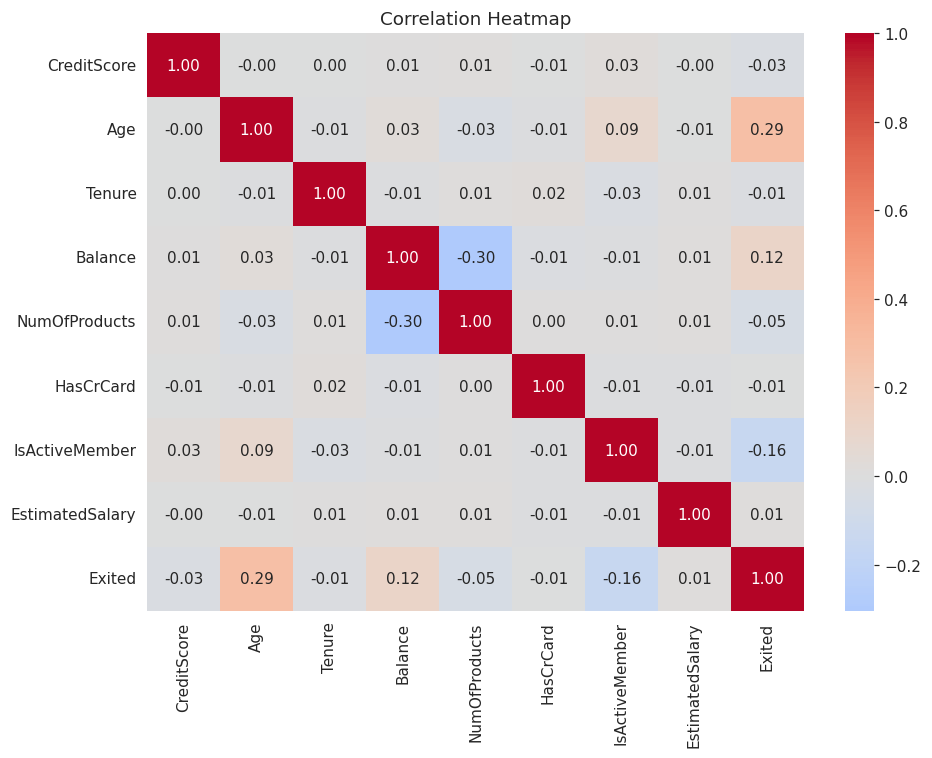 Correlation Heatmap
CreditScore 1.00 -0.00 0.00 0.01 0.01 -0.01 0.03 -0.00 -0.03
Age -0.00 1.00 -0.01 0.03 -0.03 -0.01 0.09 -0.01 0.29
Tenure 0.00 -0.01 1.00 -0.01 0.01 0.02 -0.03 0.01 -0.01
Balance 0.01 0.03 -0.01 1.00 -0.30 -0.01 -0.01 0.01 0.12
NumOfProducts 0.01 -0.03 0.01 -0.30 1.00 0.00 0.01 0.01 -0.05
HasCrCard -0.01 -0.01 0.02 -0.01 0.00 1.00 -0.01 -0.01 -0.01
IsActiveMember 0.03 0.09 -0.03 -0.01 0.01 -0.01 1.00 -0.01 -0.16
EstimatedSalary -0.00 -0.01 0.01 0.01 0.01 -0.01 -0.01 1.00 0.01
Exited -0.03 0.29 -0.01 0.12 -0.05 -0.01 -0.16 0.01 1.00
CreditScore
Age
Tenure
Balance
NumOfProducts
HasCrCard
IsActiveMember
EstimatedSalary
Exited
1.0
0.8
0.6
0.4
0.2
0.0
−0.2